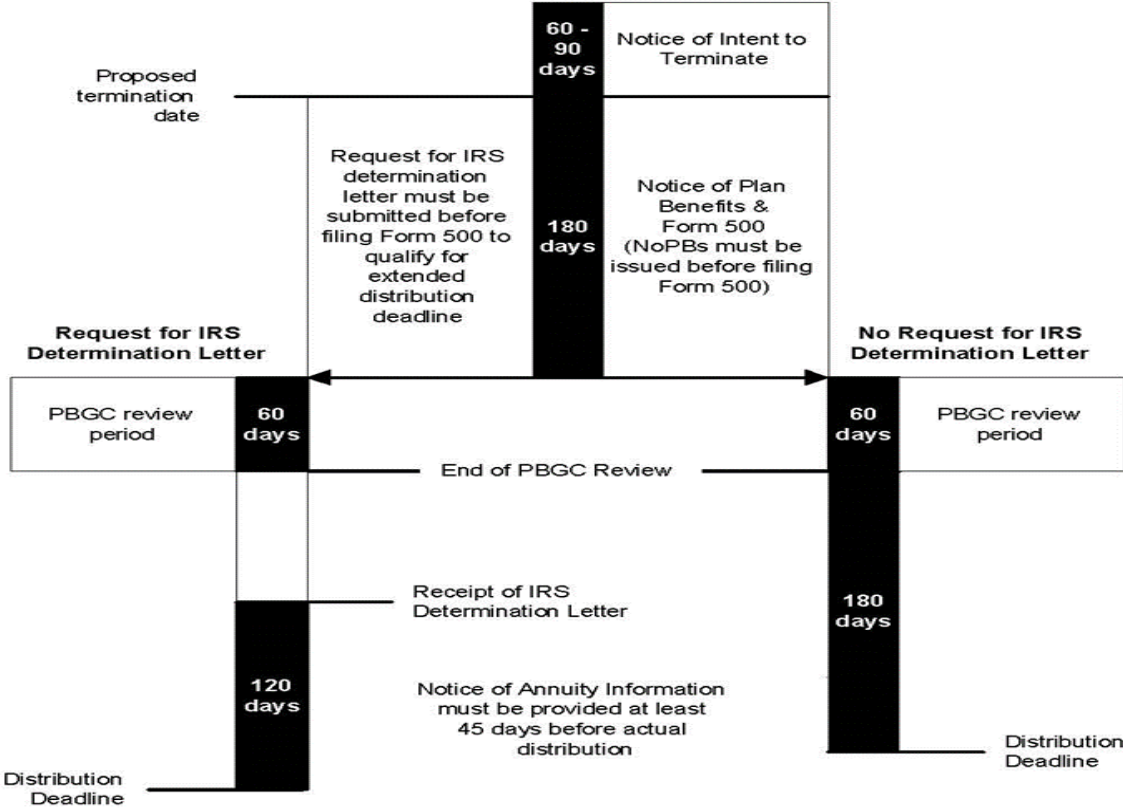 60 -
90
days
Notice of Intent to
Terminate
Proposed
termination
date
Request for IRS
determination
letter must be
submitted before
filing Form 500 to
qualify for
extended
distribution
deadline
180
days
Notice of Plan
Benefits &
Form 500
(NoPBs must be
issued before filing
Form 500)
Request for IRS
Determination Letter
No Request for IRS
Determination Letter
PBGC review
period
60
days
60
days
PBGC review
period
End of PBGC Review
Receipt of IRS
Determination Letter
180
days
120
days
Notice of Annuity Information
must be provided at least
45 days before actual
distribution
Distribution
Deadline
Distribution
Deadline